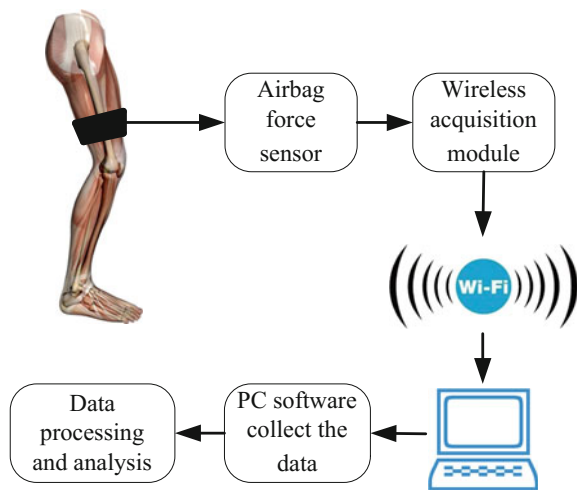 Airbag
force
sensor
Wireless
acquisition
module
Wi-Fi
PC software
collect the
data
Data
processing
and analysis